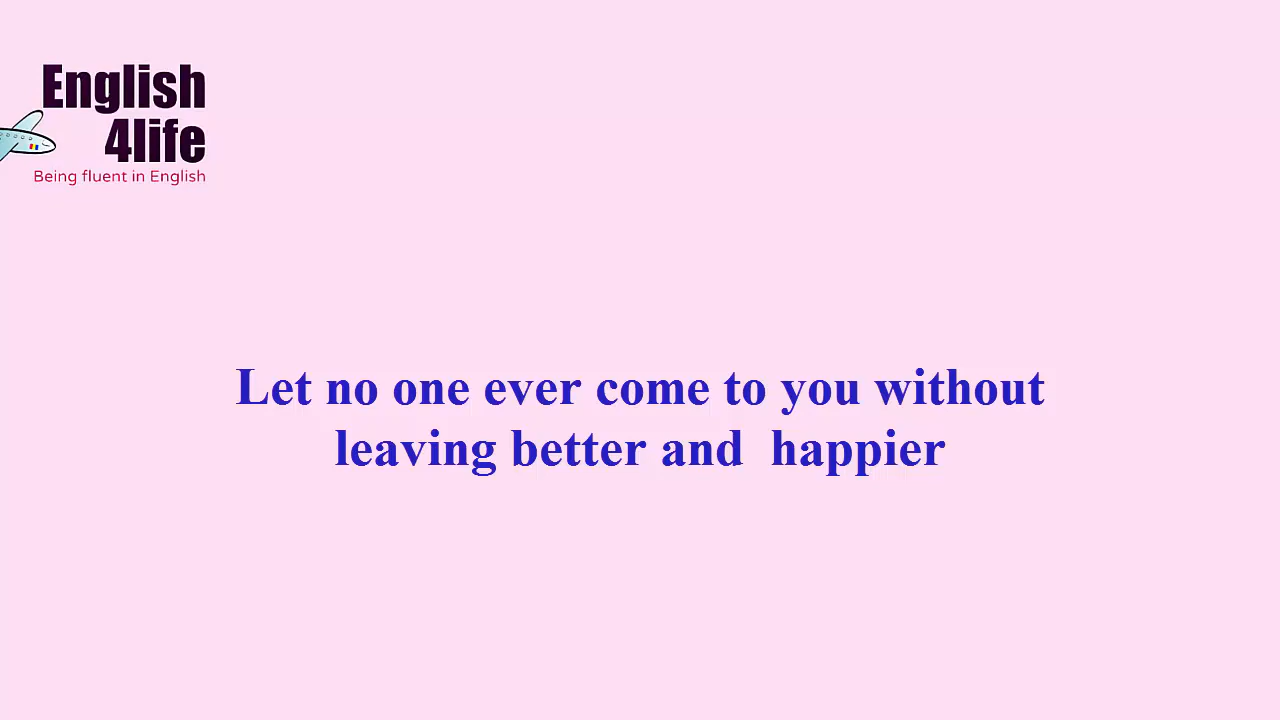 English
4life
Being fluent in English
Let no one ever come to you without
leaving better and  happier